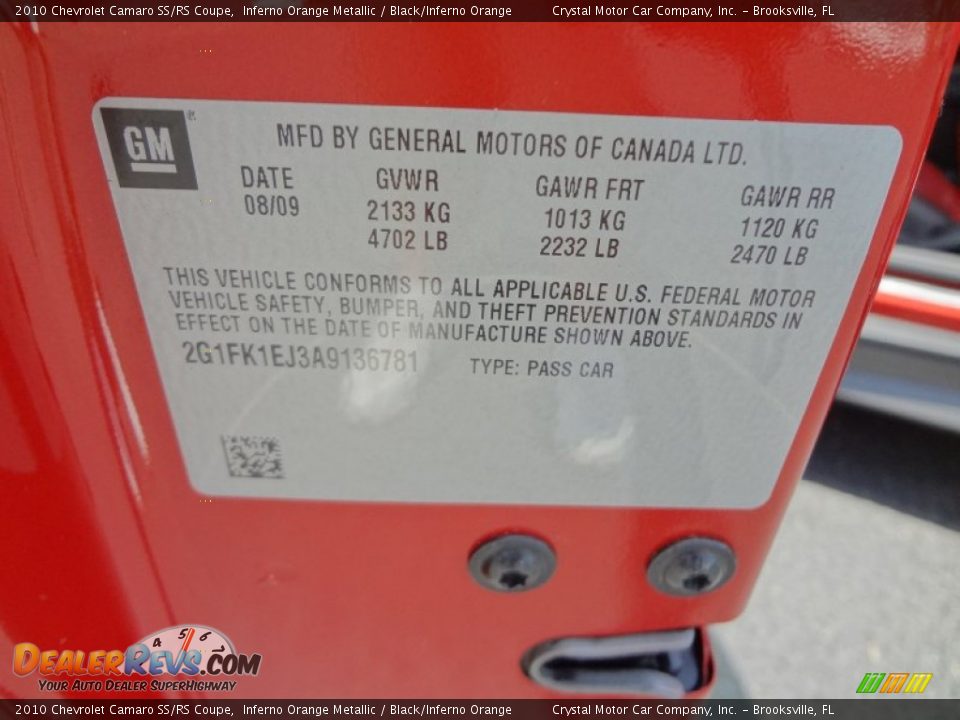 2010 Chevrolet Camaro SS/RS Coupe,  Inferno Orange Metallic / Black/Inferno Orange    Crystal Motor Car Company, Inc. – Brooksville, FL
GM MFD BY GENERAL MOTORS OF CANADA LTD.
DATE GVWR GAWR FRT GAWR RR
08/09 2133 KG 1013 KG 1120 KG
4702 LB 2232 LB 2470 LB
THIS VEHICLE CONFORMS TO ALL APPLICABLE U.S. FEDERAL MOTOR
VEHICLE SAFETY, BUMPER, AND THEFT PREVENTION STANDARDS IN
EFFECT ON THE DATE OF MANUFACTURE SHOWN ABOVE.
2G1FK1EJ3A9136781 TYPE: PASS CAR
4 5 6
DEALERREVS.COM
YOUR AUTO DEALER SUPERHIGHWAY
2010 Chevrolet Camaro SS/RS Coupe,  Inferno Orange Metallic / Black/Inferno Orange    Crystal Motor Car Company, Inc. – Brooksville, FL